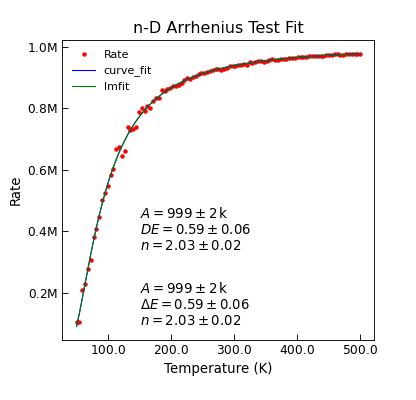 n-D Arrhenius Test Fit
1.0M
0.8M
0.6M
0.4M
0.2M
Rate
Rate
curve_fit
lmfit
A = 999 ± 2 k
DE = 0.59 ± 0.06
n = 2.03 ± 0.02
A = 999 ± 2 k
ΔE = 0.59 ± 0.06
n = 2.03 ± 0.02
100.0 200.0 300.0 400.0 500.0
Temperature (K)